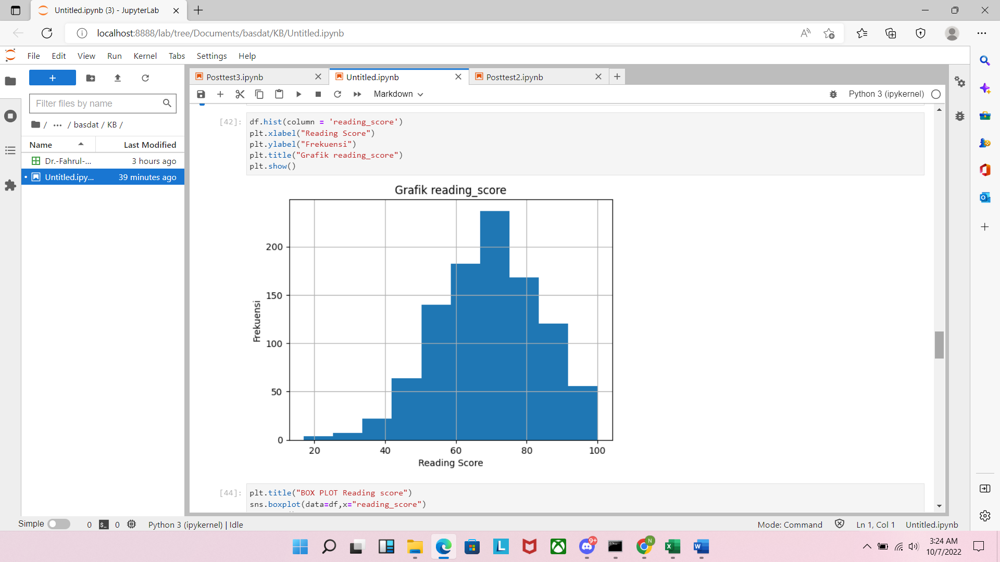 Untitled.ipynb (3) - JupyterLab
localhost:8888/lab/tree/Documents/basdat/KB/Untitled.ipynb
File Edit View Run Kernel Tabs Settings Help
Posttest3.ipynb
Untitled.ipynb
Posttest2.ipynb
Markdown
Python 3 (ipykernel)
Filter files by name
/ ... / basdat / KB /
Name Last Modified
Dr.-Fahrul-... 3 hours ago
Untitled.ipy... 39 minutes ago
[42]:
df.hist(column = 'reading_score')
plt.xlabel("Reading Score")
plt.ylabel("Frekuensi")
plt.title("Grafik reading_score")
plt.show()
Grafik reading_score
200
150
100
50
0
Frekuensi
20 40 60 80 100
Reading Score
[44]:
plt.title("BOX PLOT Reading score")
sns.boxplot(data=df,x="reading_score")
Simple 0 $_ 0 Python 3 (ipykernel) | Idle
Mode: Command Ln 1, Col 1 Untitled.ipynb
L
9+
N
X
W
3:24 AM
10/7/2022